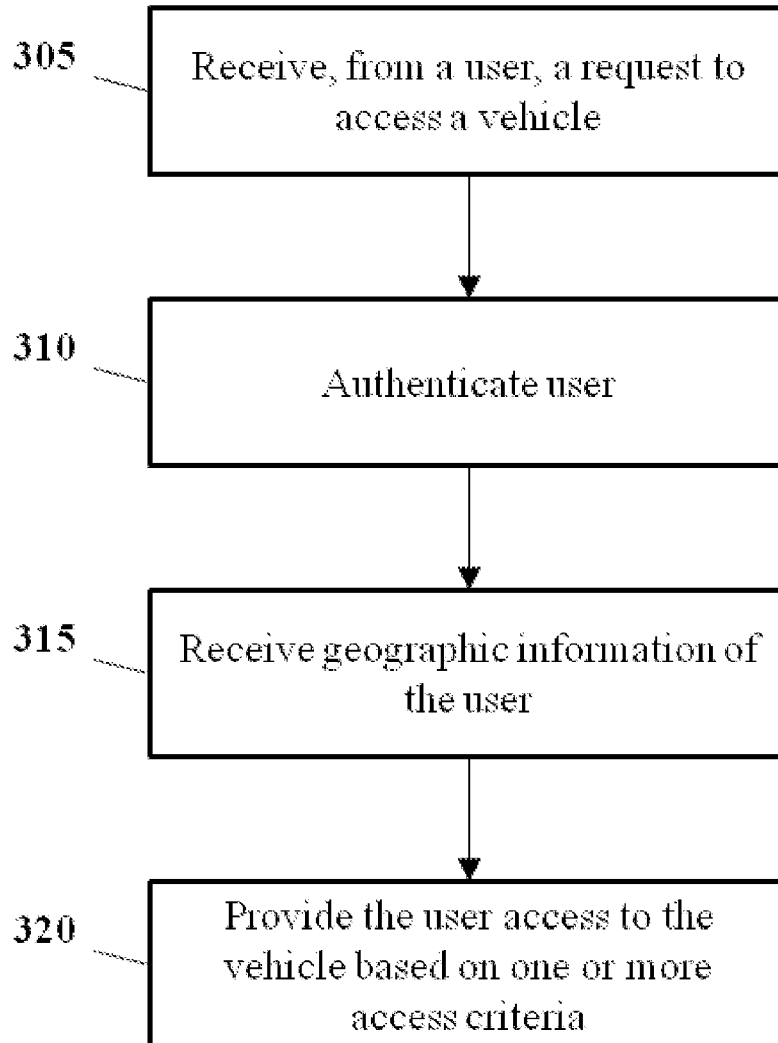 305
Receive, from a user, a request to
access a vehicle
310
Authenticate user
315
Receive geographic information of
the user
320
Provide the user access to the
vehicle based on one or more
access criteria